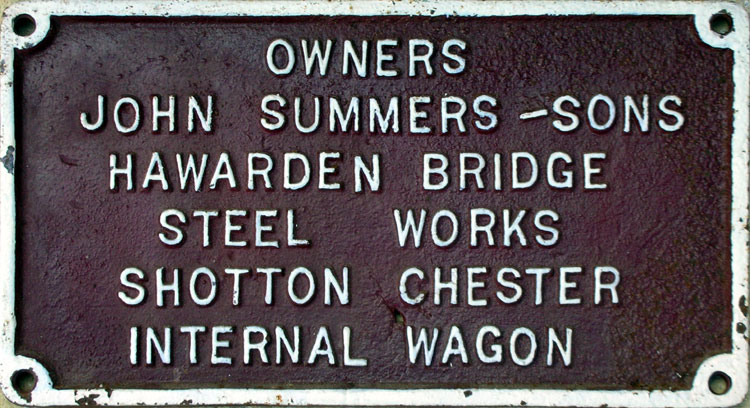 OWNERS
JOHN SUMMERS -SONS
HAWARDEN BRIDGE
STEEL WORKS
SHOTTON CHESTER
INTERNAL WAGON